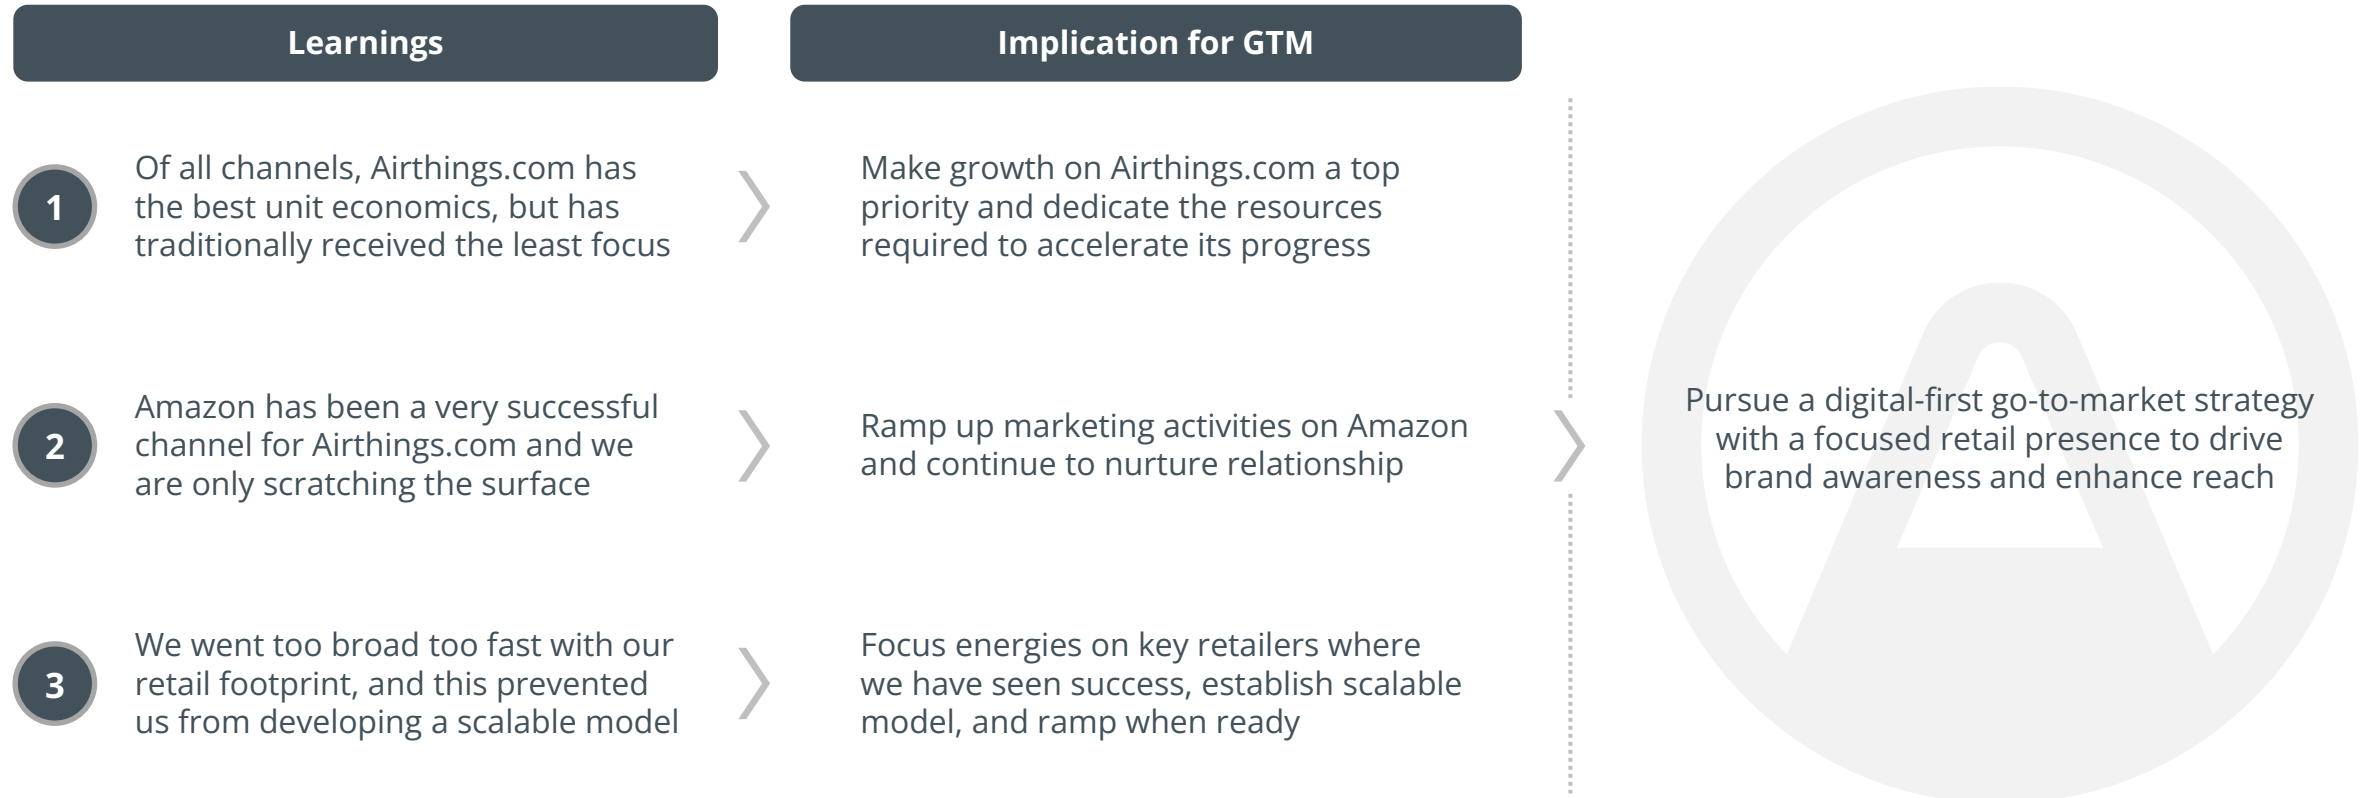 Learnings
Implication for GTM
1
Of all channels, Airthings.com has
the best unit economics, but has
traditionally received the least focus
Make growth on Airthings.com a top
priority and dedicate the resources
required to accelerate its progress
2
Amazon has been a very successful
channel for Airthings.com and we
are only scratching the surface
Ramp up marketing activities on Amazon
and continue to nurture relationship
3
We went too broad too fast with our
retail footprint, and this prevented
us from developing a scalable model
Focus energies on key retailers where
we have seen success, establish scalable
model, and ramp when ready
Pursue a digital-first go-to-market strategy
with a focused retail presence to drive
brand awareness and enhance reach